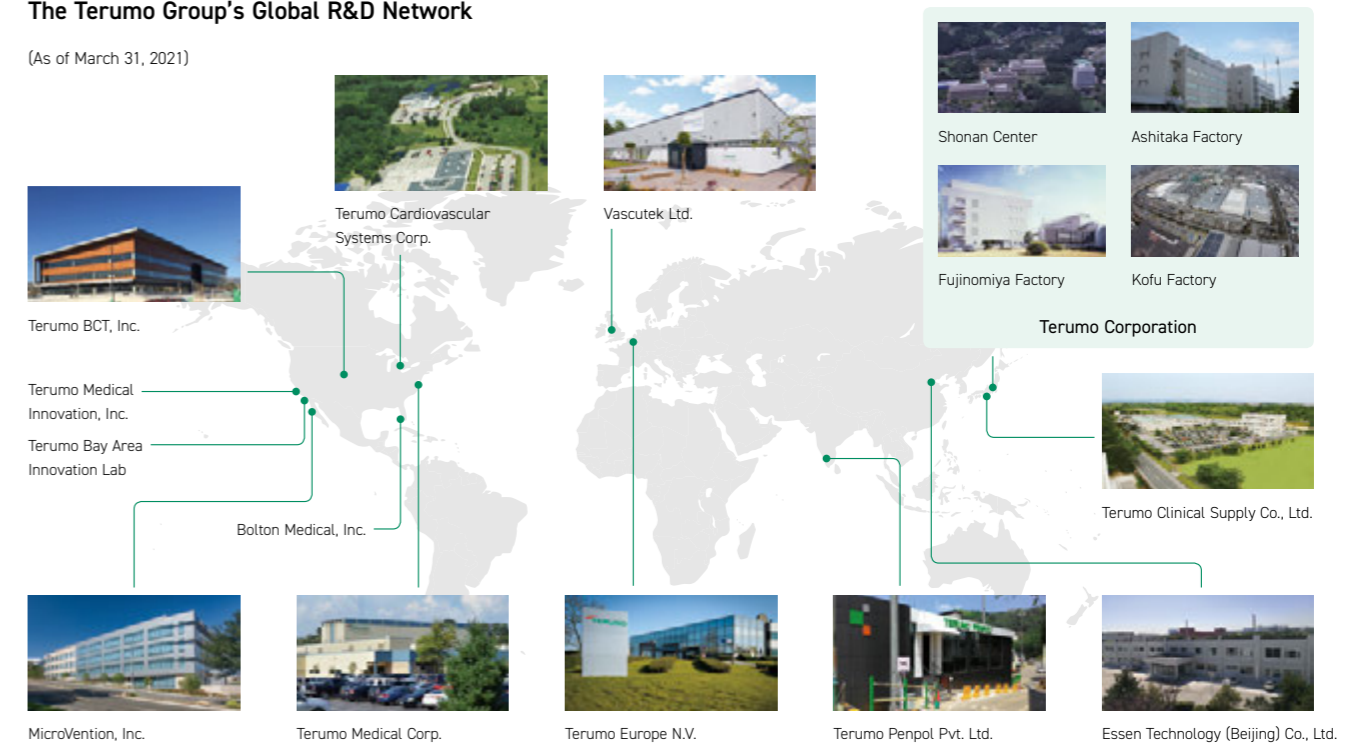 The Terumo Group's Global R&D Network
(As of March 31, 2021)
Shonan Center
Ashitaka Factory
Fujinomiya Factory
Kofu Factory
Terumo Corporation
Terumo Cardiovascular
Systems Corp.
Vascutek Ltd.
Terumo BCT, Inc.
Terumo Medical
Innovation, Inc.
Terumo Bay Area
Innovation Lab
Bolton Medical, Inc.
Terumo Clinical Supply Co., Ltd.
TERUMO
TERUMO PENPOL
MicroVention, Inc.
Terumo Medical Corp.
Terumo Europe N.V.
Terumo Penpol Pvt. Ltd.
Essen Technology (Beijing) Co., Ltd.